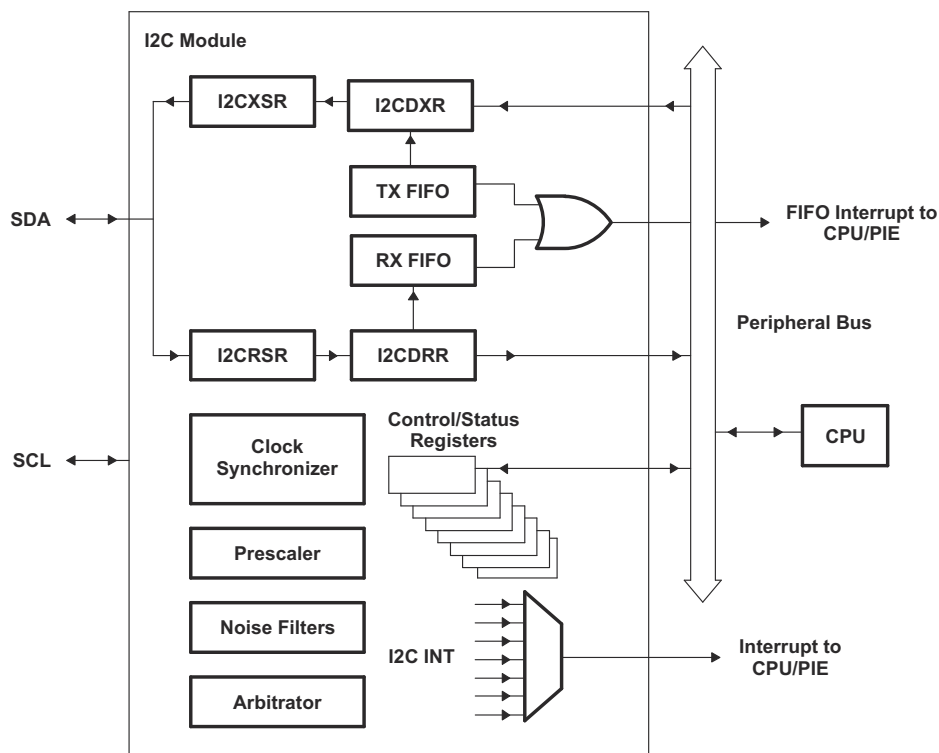 I2C Module
I2CXSR
I2CDXR
TX FIFO
SDA
FIFO Interrupt to
CPU/PIE
RX FIFO
Peripheral Bus
I2CRSR
I2CDRR
Control/Status
Registers
CPU
Clock
Synchronizer
SCL
Prescaler
Noise Filters
I2C INT
Interrupt to
CPU/PIE
Arbitrator